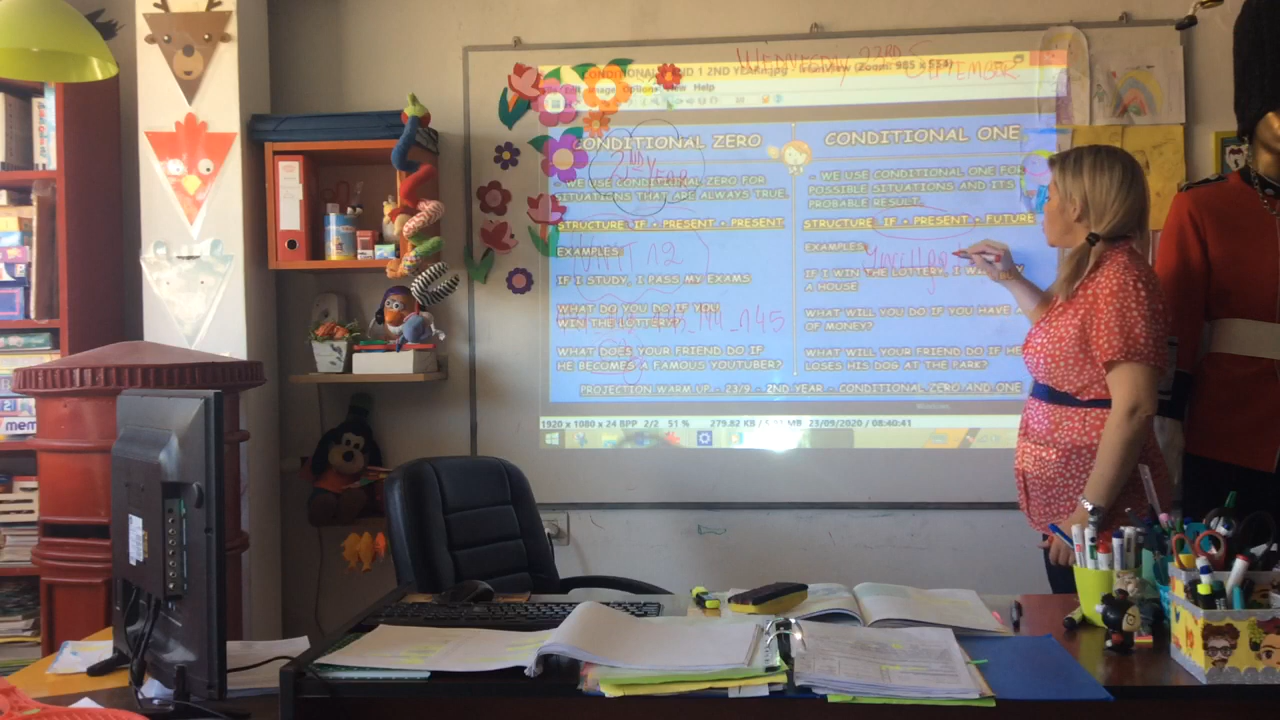 WEDNESDAY 23RD SEPTEMBER
CONDITIONAL ZERO
2ND YEAR
- WE USE CONDITIONAL ZERO FOR
SITUATIONS THAT ARE ALWAYS TRUE.
STRUCTURE IF + PRESENT + PRESENT
EXAMPLES
UNIT 12
IF I STUDY, I PASS MY EXAMS
WHAT DO YOU DO IF YOU
WIN THE LOTTERY?
WHAT DOES YOUR FRIEND DO IF
HE BECOMES A FAMOUS YOUTUBER?
CONDITIONAL ONE
- WE USE CONDITIONAL ONE FOR
POSSIBLE SITUATIONS AND ITS
PROBABLE RESULT.
STRUCTURE IF + PRESENT + FUTURE
EXAMPLES
IF I WIN THE LOTTERY, I
A HOUSE
WHAT WILL YOU DO IF YOU HAVE A
OF MONEY?
WHAT WILL YOUR FRIEND DO IF HE
LOSES HIS DOG AT THE PARK?
PROJECTION WARM UP - 23/9 - 2ND YEAR - CONDITIONAL ZERO AND ONE
1920 x 1080 x 24 BPP 2/2 51 % 279.82 KB / MB 23/09/2020 / 08:40:41
mem